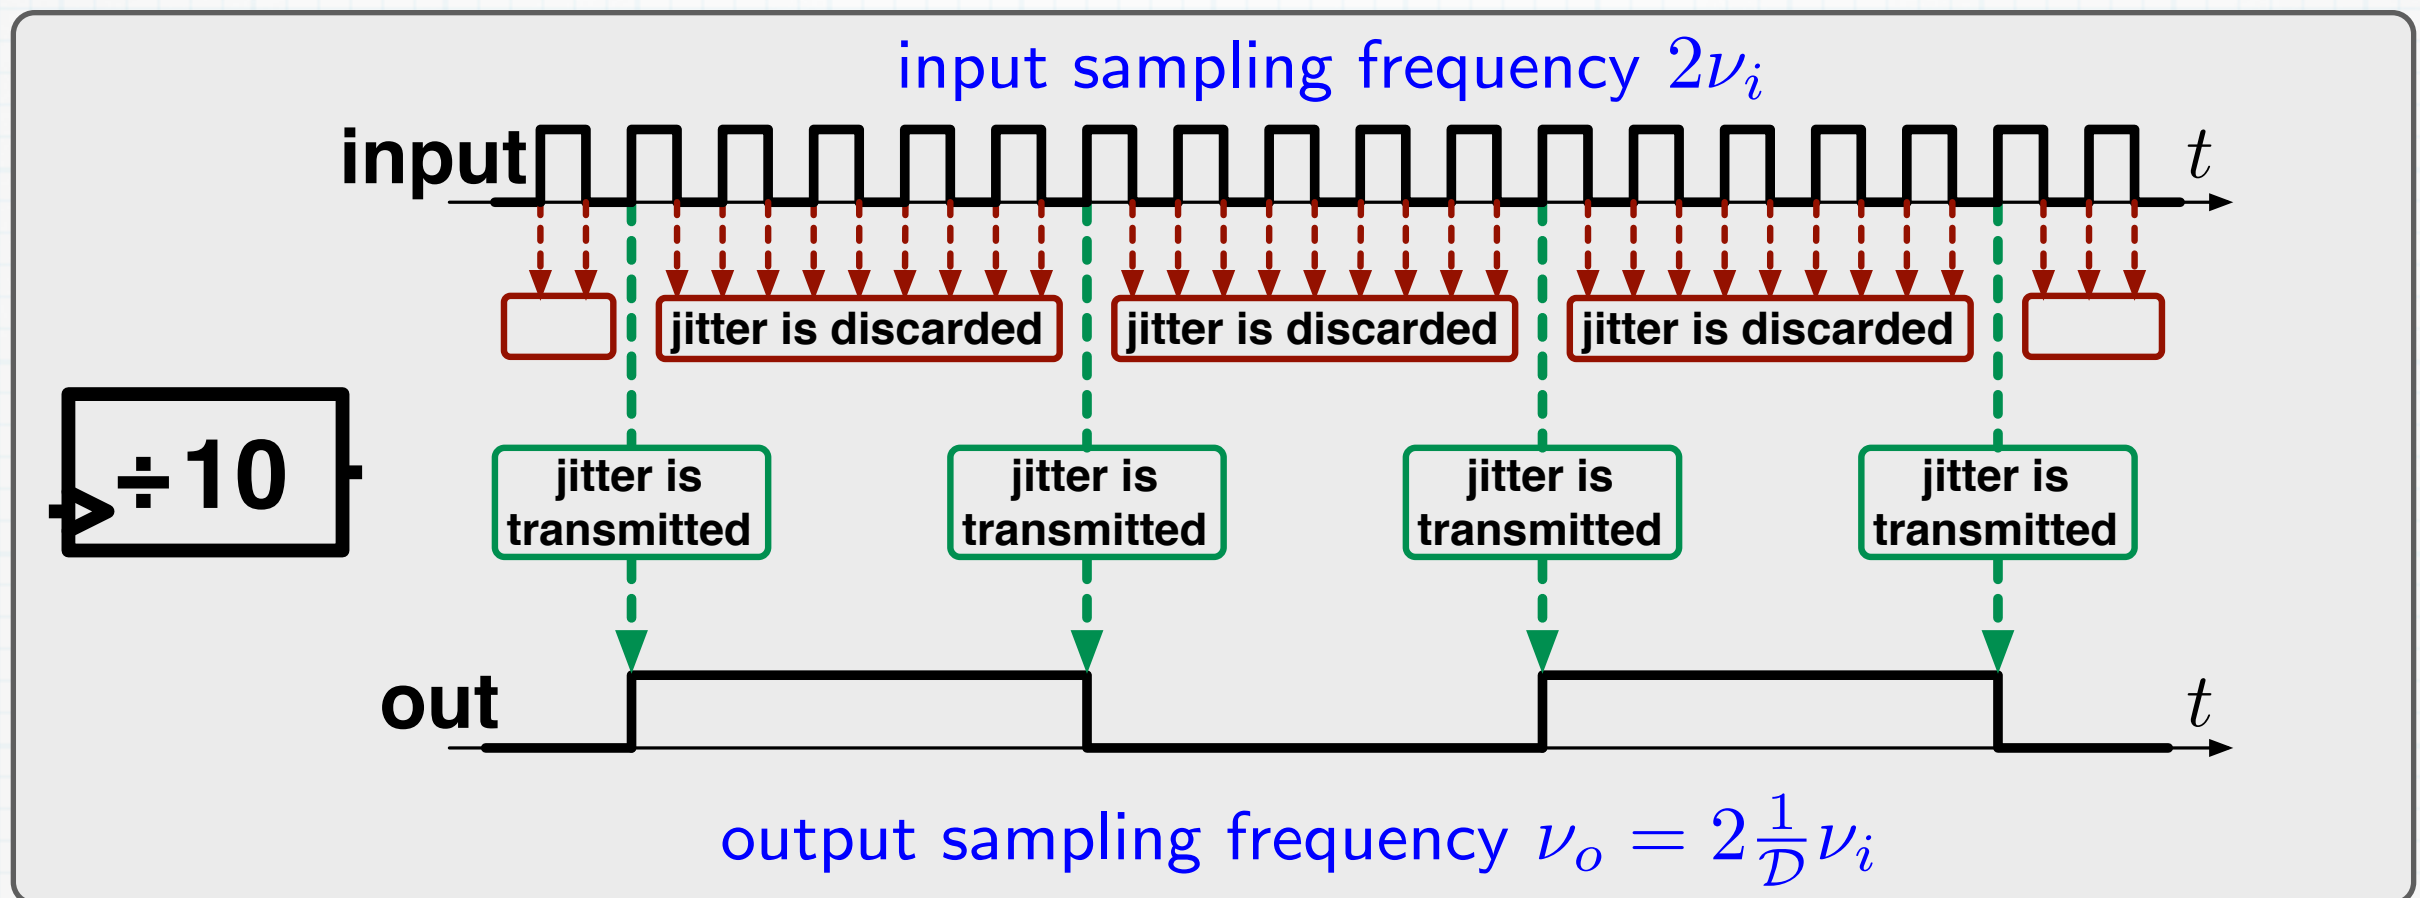 input sampling frequency 2νᵢ
input
t
jitter is discarded
jitter is discarded
jitter is discarded
÷10
jitter is
transmitted
jitter is
transmitted
jitter is
transmitted
jitter is
transmitted
out
t
output sampling frequency νₒ = 2 1/𝒟 νᵢ